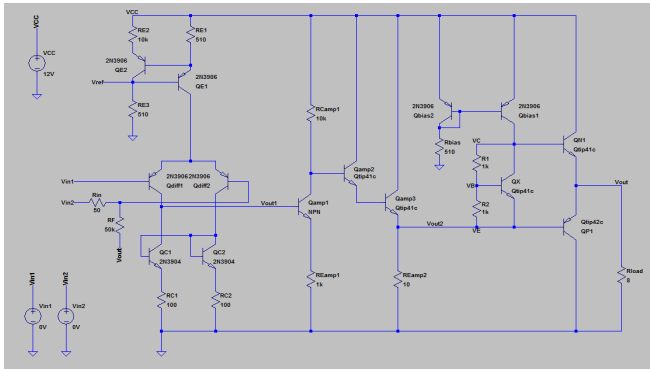 VCC
VCC
VCC
12V
RE2
10k
RE1
510
2N3906
QE2
2N3906
QE1
Vref
RE3
510
RCamp1
10k
2N3906
Qbias2
2N3906
Qbias1
Rbias
510
VC
R1
1k
QN1
Qtip41c
Qamp2
Qtip41c
Vin1
2N3906
Qdiff1
2N3906
Qdiff2
Vin2
Rin
50
RF
50k
Vout
Vout1
Qamp1
NPN
Qamp3
Qtip41c
VB
QX
Qtip41c
R2
1k
Vout2
VE
Vout
Qtip42c
QP1
QC1
2N3904
QC2
2N3904
RC1
100
RC2
100
REamp1
1k
REamp2
10
Rload
8
Vin1
Vin2
Vin1
0V
Vin2
0V